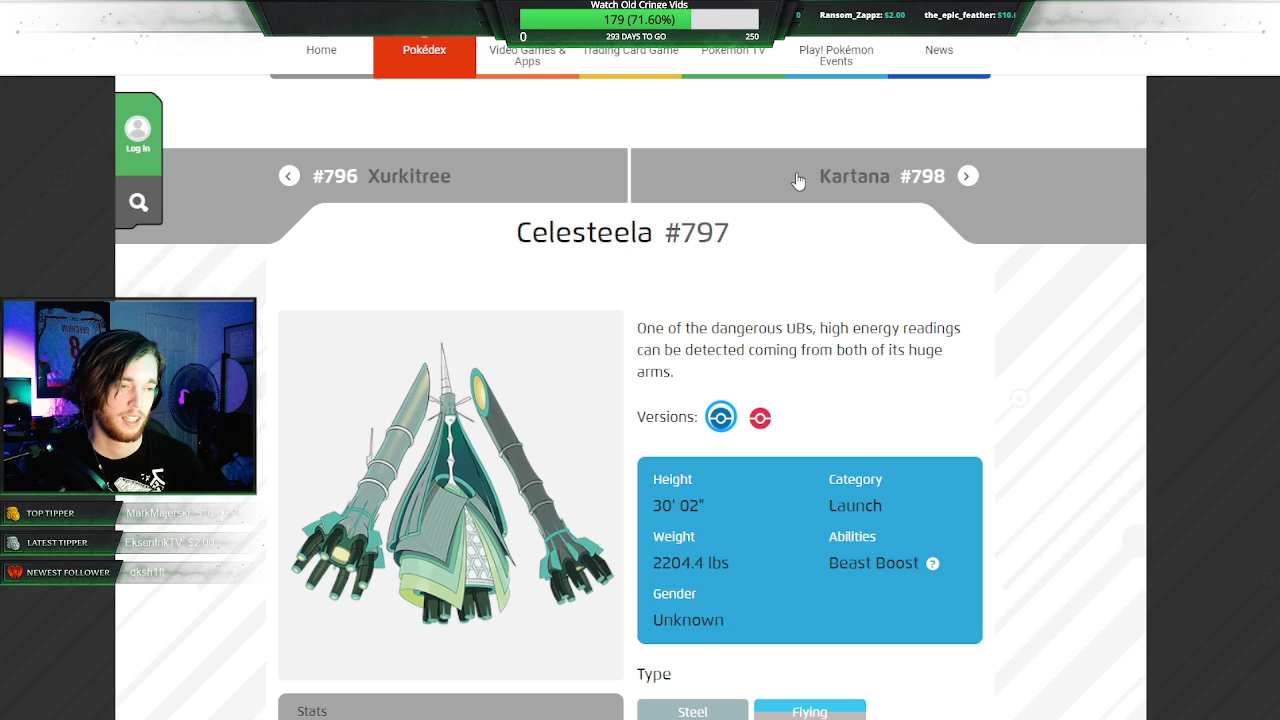 Watch Old Cringe Vids
179 (71.60%)
0 293 DAYS TO GO 250
0 Ransom_Zappz: $2.00 the_epic_feather: $10.
Home
Pokédex
Video Games &
Apps
Trading Card Game
Pokémon TV
Play! Pokémon
Events
News
Log In
#796 Xurkitree
Kartana #798
Celesteela #797
One of the dangerous UBs, high energy readings
can be detected coming from both of its huge
arms.
Versions:
Height
30' 02"
Category
Launch
Weight
2204.4 lbs
Abilities
Beast Boost ?
Gender
Unknown
Type
Steel
Flying
Stats
TOP TIPPER
LATEST TIPPER EksentrikTV: $2.00
NEWEST FOLLOWER dksh1ft